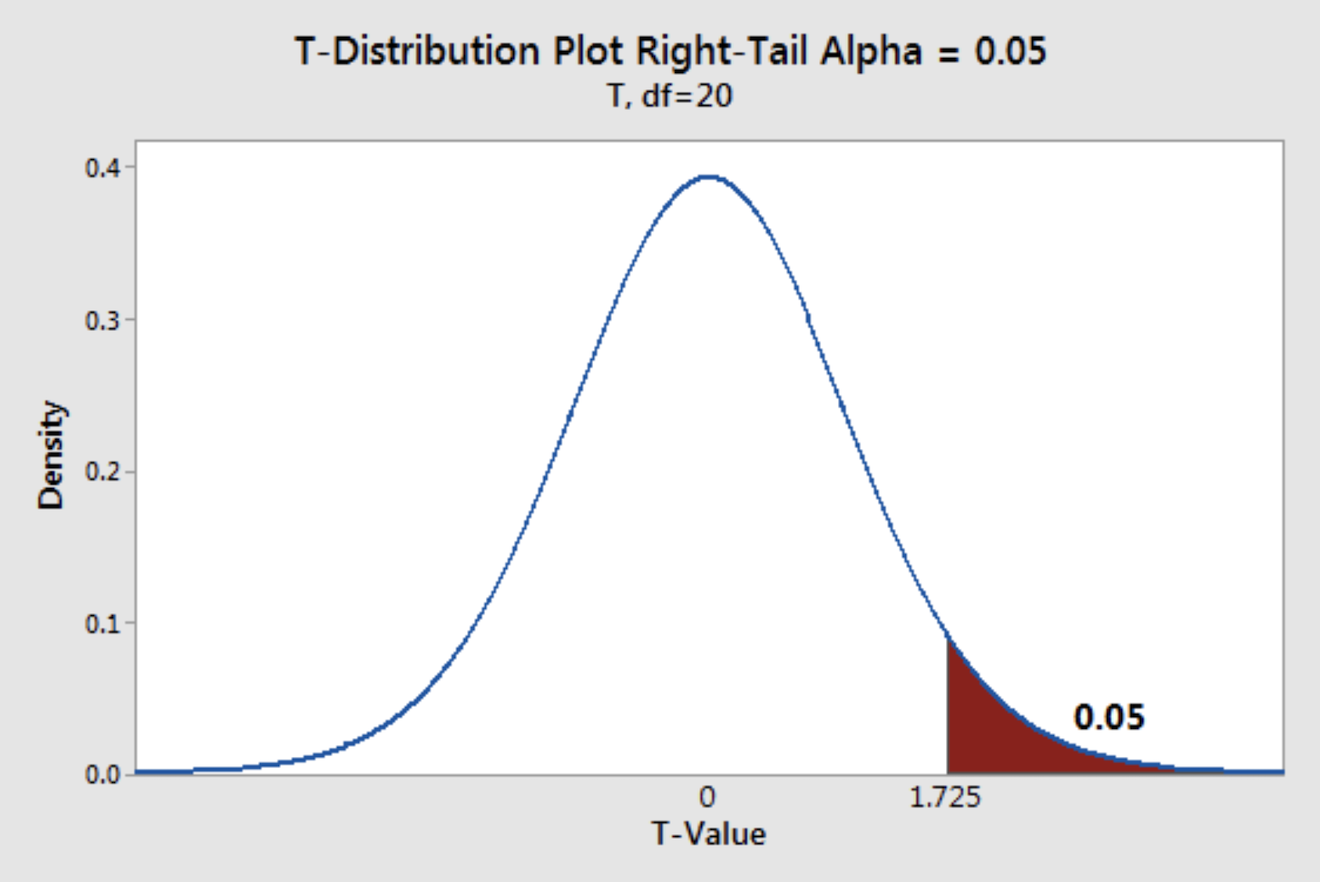 T-Distribution Plot Right-Tail Alpha = 0.05
T, df=20
0.4
0.3
0.2
0.1
0.0
Density
0.05
0
1.725
T-Value